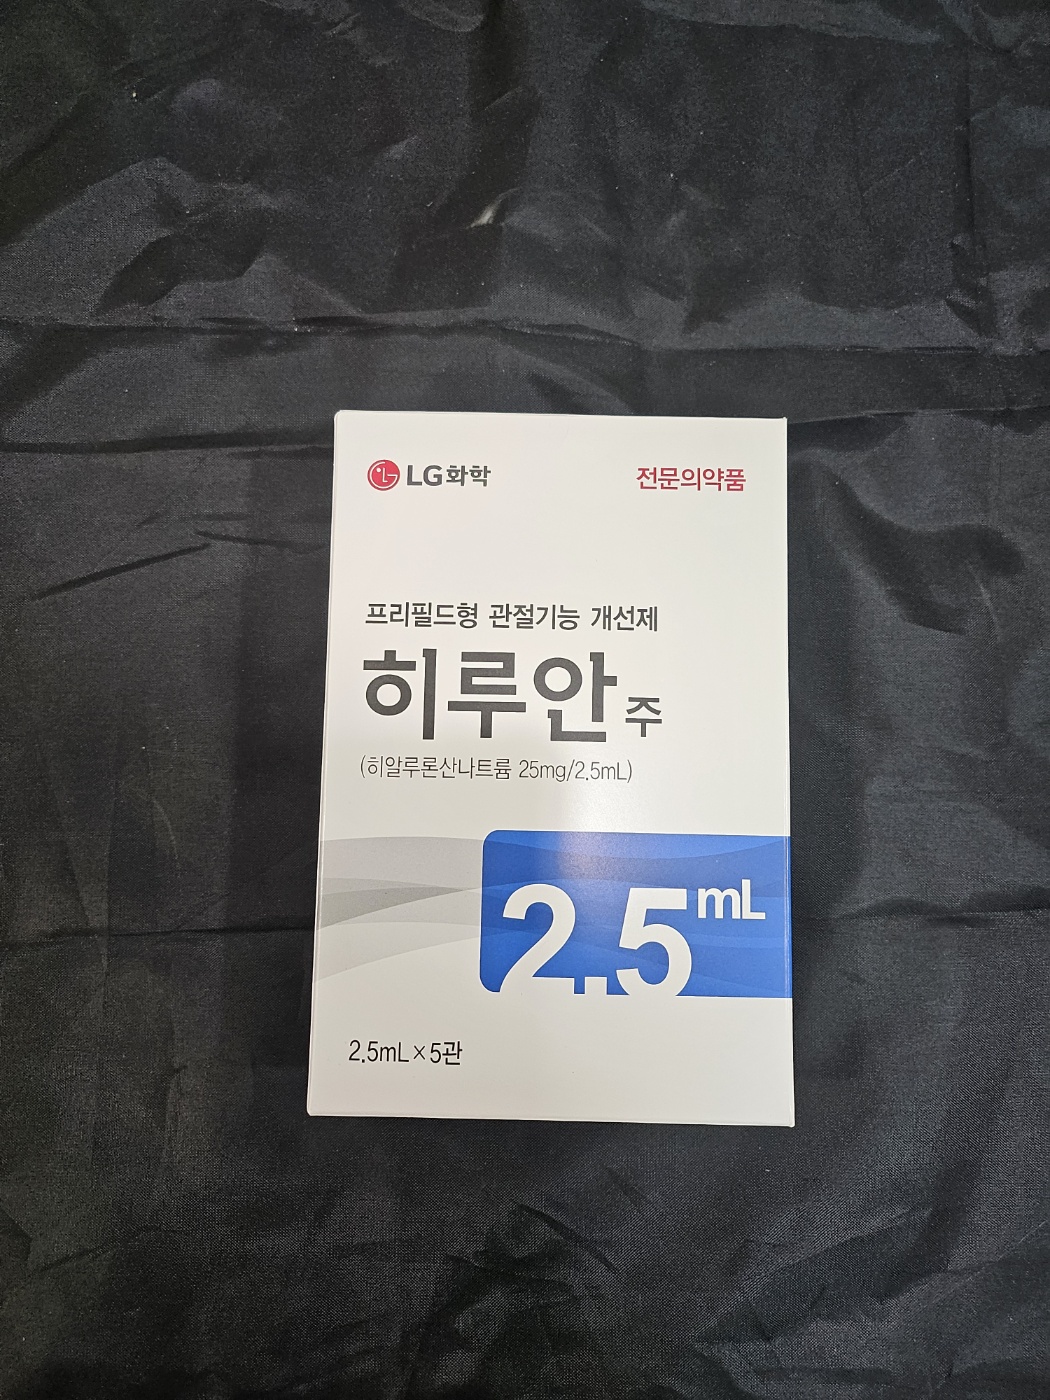 LG화학
전문의약품
프리필드형 관절기능 개선제
히루안 주
(히알루론산나트륨 25mg/2.5mL)
2.5mL
2.5mL×5관